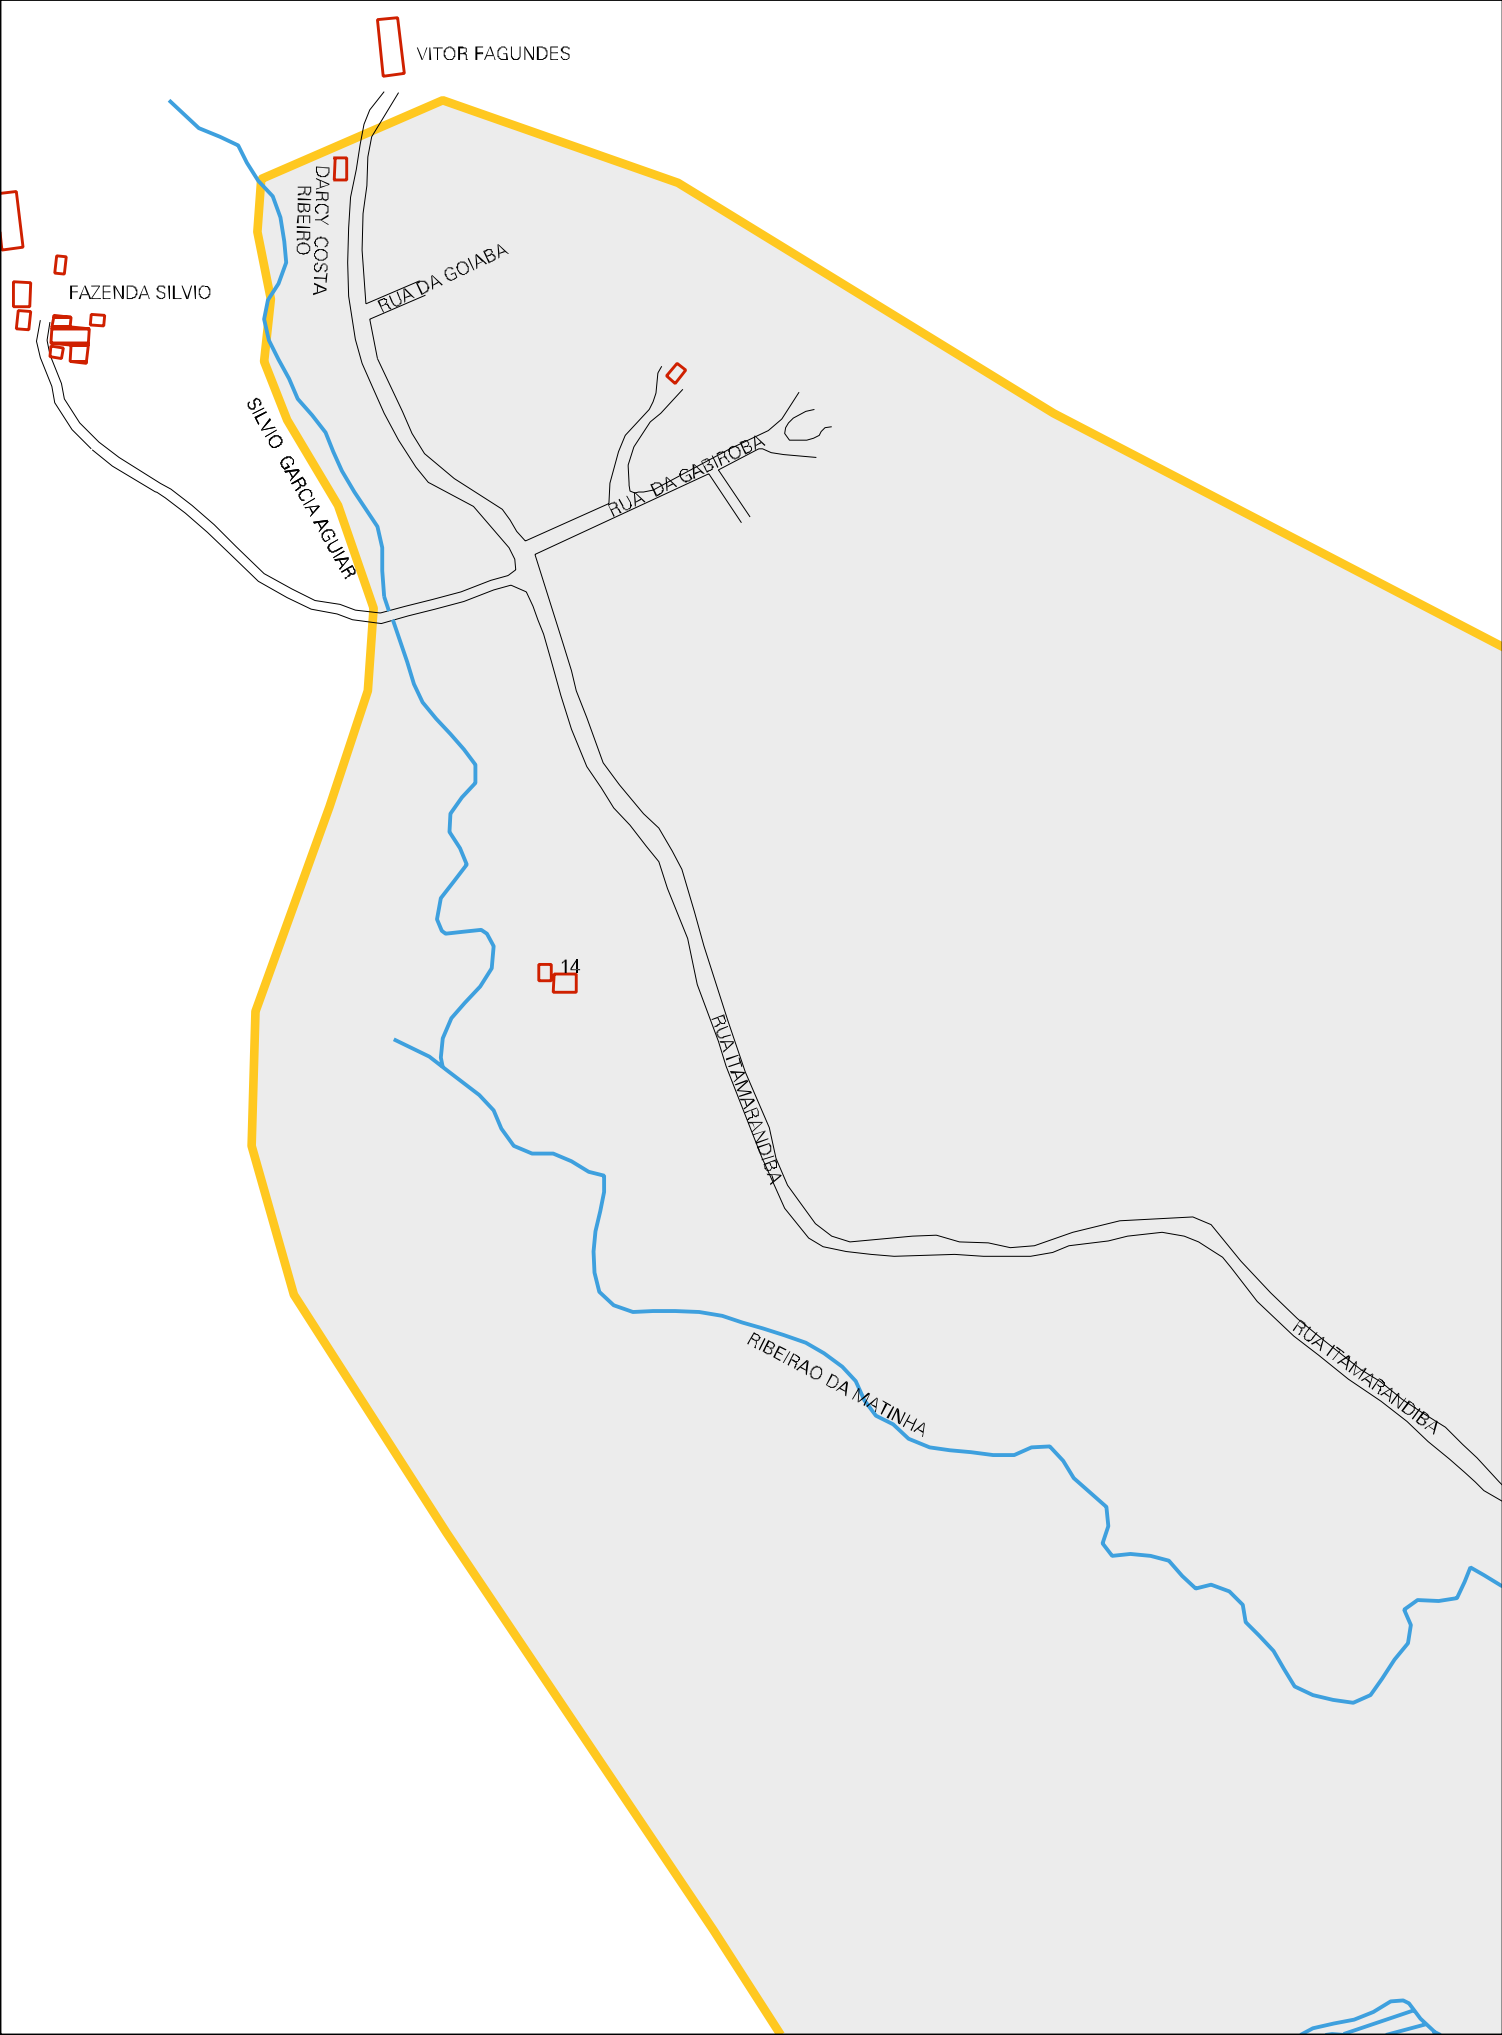 VITOR FAGUNDES
DARCY COSTA
RIBEIRO
RUA DA GOIABA
FAZENDA SILVIO
SILVIO GARCIA AGUIAR
RUA DA GABIROBA
14
RUA ITAMARANDIBA
RUA ITAMARANDIBA
RIBEIRAO DA MATINHA